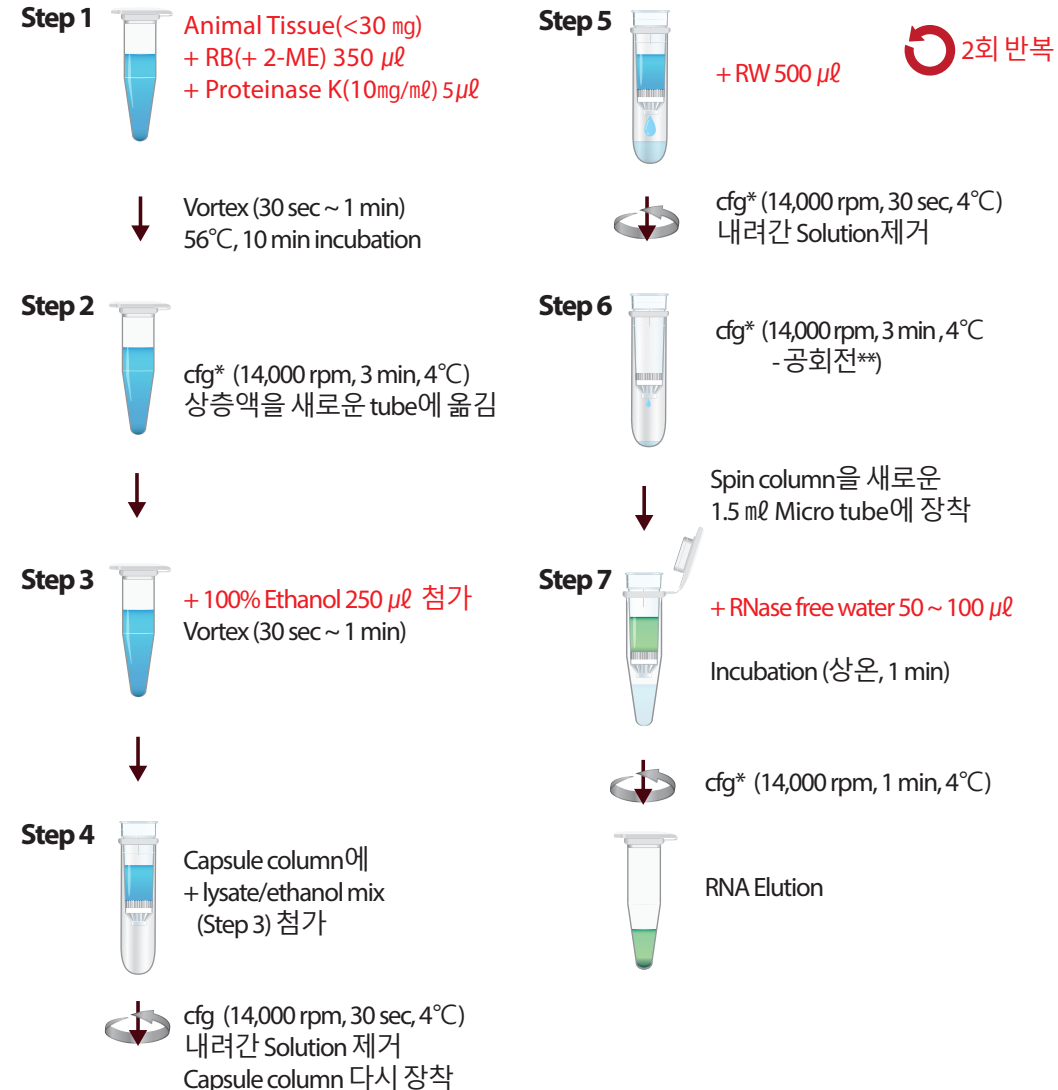 Step 1
Animal Tissue(<30 mg)
+ RB(+ 2-ME) 350 μℓ
+ Proteinase K(10㎎/㎖) 5μℓ
Vortex (30 sec ~ 1 min)
56℃, 10 min incubation
Step 2
cfg* (14,000 rpm, 3 min, 4℃)
상층액을 새로운 tube에 옮김
Step 3
+ 100% Ethanol 250 μℓ 첨가
Vortex (30 sec ~ 1 min)
Step 4
Capsule column에
+ lysate/ethanol mix
(Step 3) 첨가
cfg (14,000 rpm, 30 sec, 4℃)
내려간 Solution 제거
Capsule column 다시 장착
Step 5
+ RW 500 μℓ
2회 반복
cfg* (14,000 rpm, 30 sec, 4℃)
내려간 Solution제거
Step 6
cfg* (14,000 rpm, 3 min , 4℃
- 공회전**)
Spin column을 새로운
1.5 ㎖ Micro tube에 장착
Step 7
+ RNase free water 50 ~ 100 μℓ
Incubation (상온, 1 min)
cfg* (14,000 rpm, 1 min, 4℃)
RNA Elution